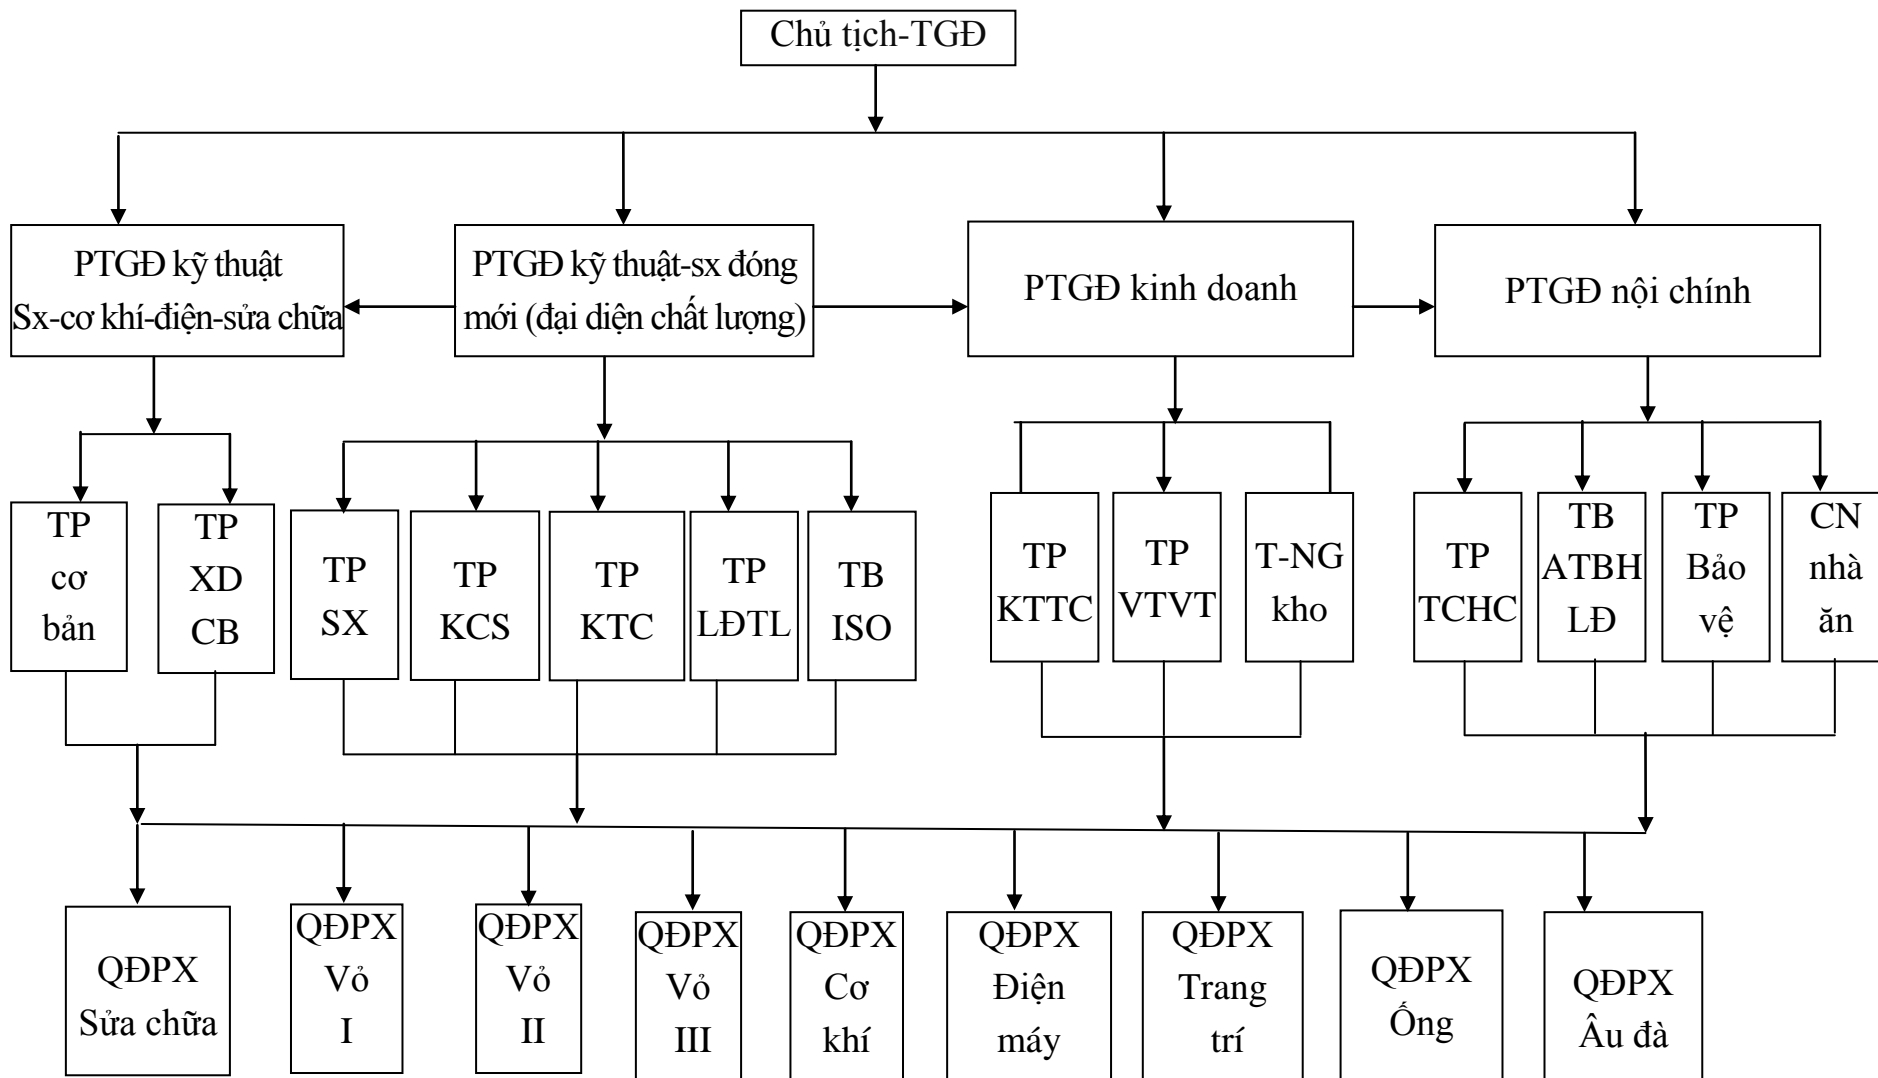 Chủ tịch-TGĐ
PTGĐ kỹ thuật
Sx-cơ khí-điện-sửa chữa
PTGĐ kỹ thuật-sx đóng
mới (đại diện chất lượng)
PTGĐ kinh doanh
PTGĐ nội chính
TP
cơ
bản
TP
XD
CB
TP
SX
TP
KCS
TP
KTC
TP
LĐTL
TB
ISO
TP
KTTC
TP
VTVT
T-NG
kho
TP
TCHC
TB
ATBH
LĐ
TP
Bảo
vệ
CN
nhà
ăn
QĐPX
Sửa chữa
QĐPX
Vỏ
I
QĐPX
Vỏ
II
QĐPX
Vỏ
III
QĐPX
Cơ
khí
QĐPX
Điện
máy
QĐPX
Trang
trí
QĐPX
Ống
QĐPX
Âu đà